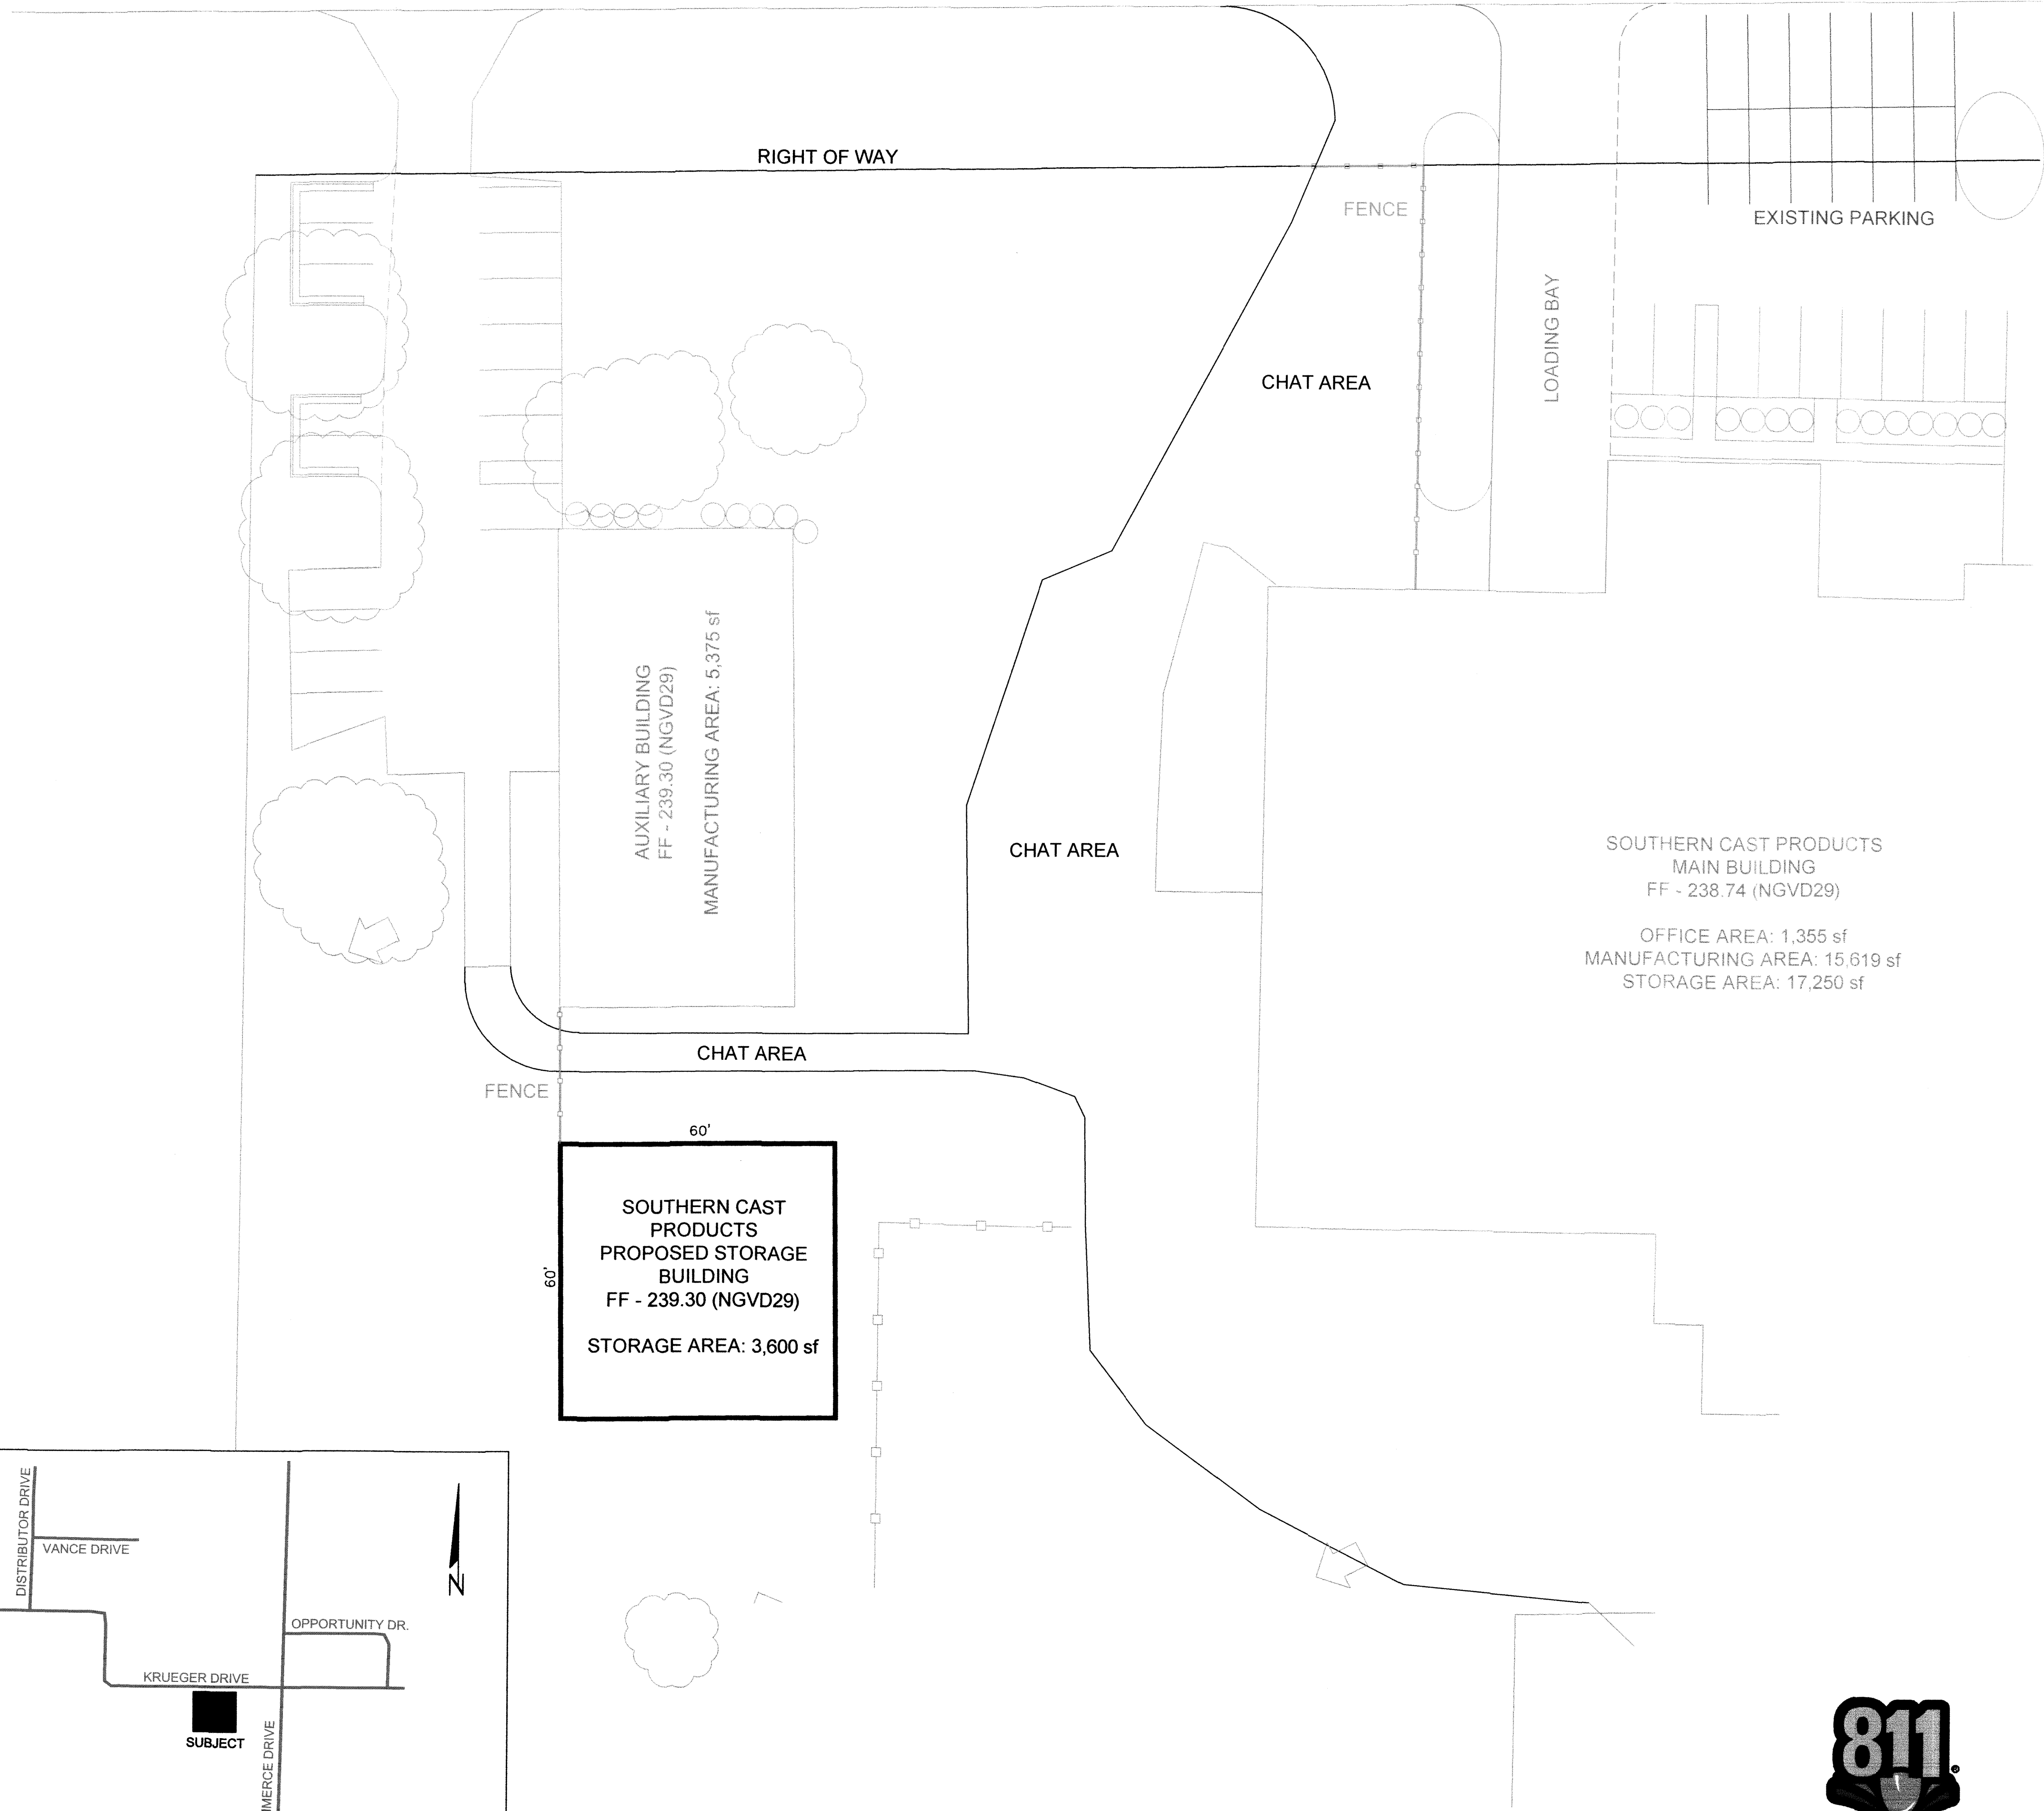 RIGHT OF WAY
FENCE
EXISTING PARKING
LOADING BAY
CHAT AREA
AUXILIARY BUILDING
FF - 239.30 (NGVD29)
MANUFACTURING AREA: 5,375 sf
CHAT AREA
SOUTHERN CAST PRODUCTS
MAIN BUILDING
FF - 238.74 (NGVD29)
OFFICE AREA: 1,355 sf
MANUFACTURING AREA: 15,619 sf
STORAGE AREA: 17,250 sf
CHAT AREA
FENCE
60'
60'
SOUTHERN CAST
PRODUCTS
PROPOSED STORAGE
BUILDING
FF - 239.30 (NGVD29)
STORAGE AREA: 3,600 sf
DISTRIBUTOR DRIVE
VANCE DRIVE
N
OPPORTUNITY DR.
KRUEGER DRIVE
SUBJECT
MERCE DRIVE
811